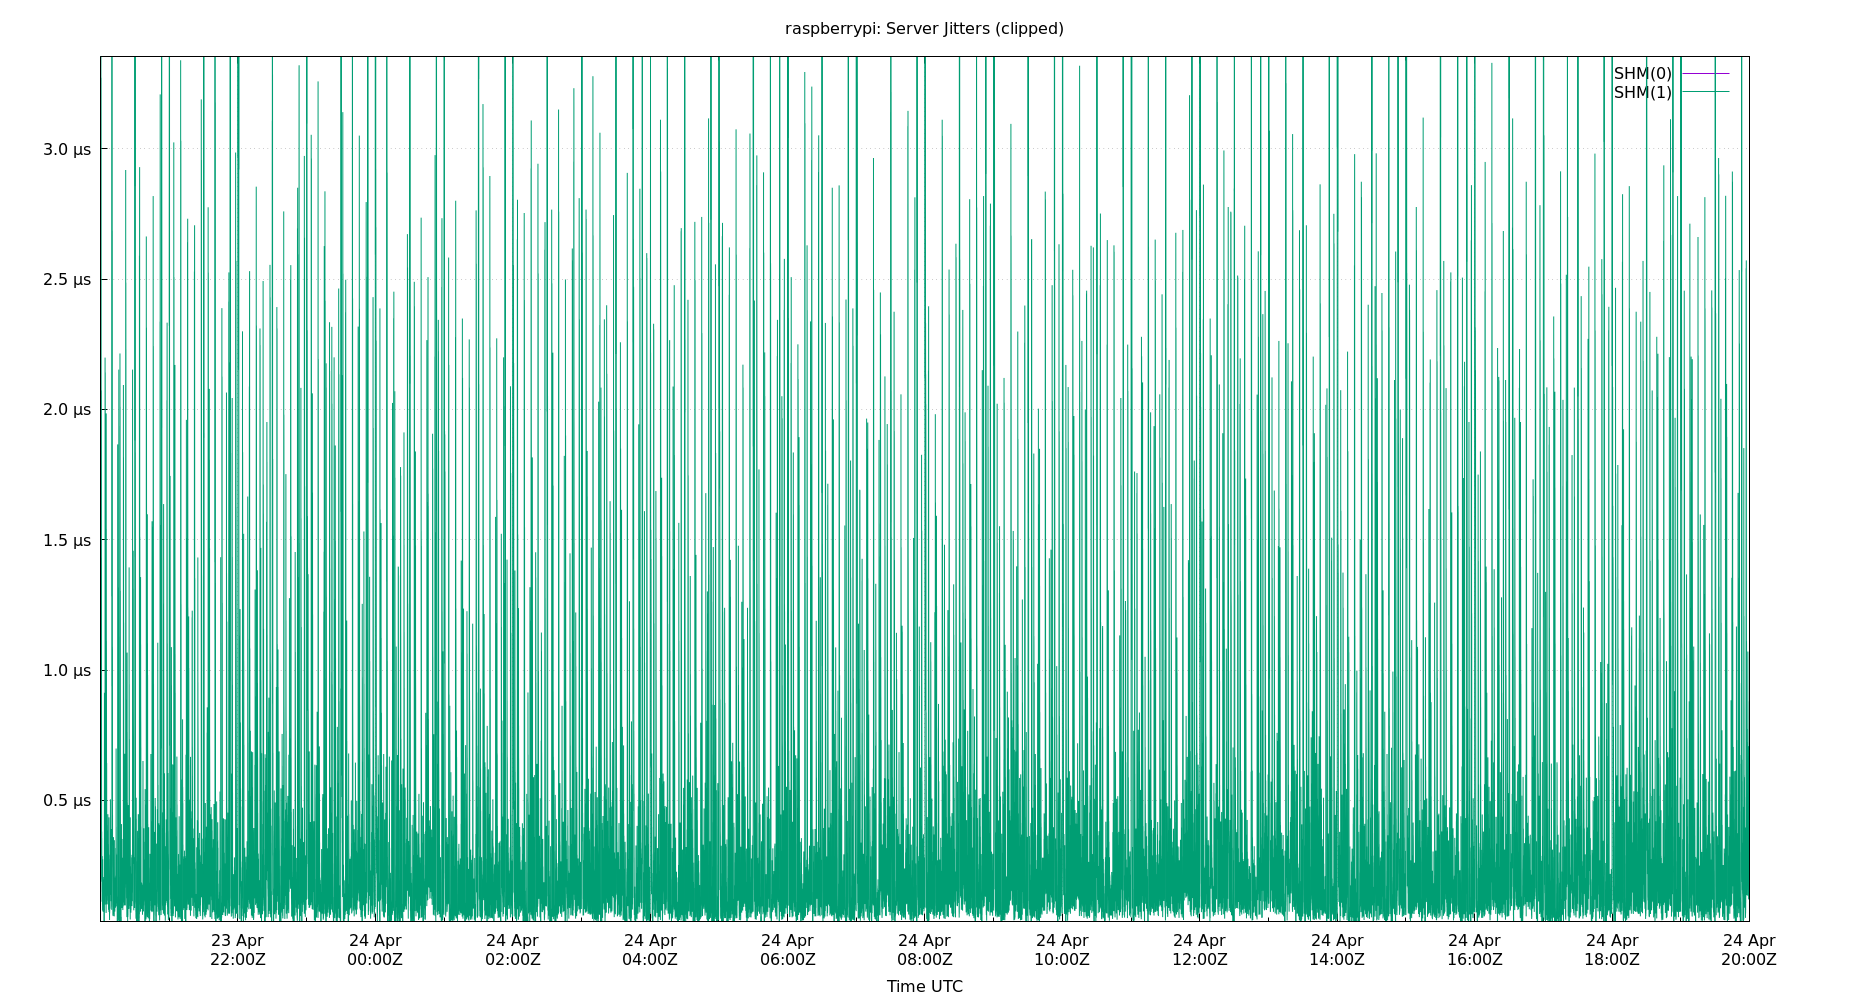 raspberrypi: Server Jitters (clipped)
SHM(0)
SHM(1)
3.0 µs
2.5 µs
2.0 µs
1.5 µs
1.0 µs
0.5 µs
23 Apr 24 Apr 24 Apr 24 Apr 24 Apr 24 Apr 24 Apr 24 Apr 24 Apr 24 Apr 24 Apr 24 Apr
22:00Z 00:00Z 02:00Z 04:00Z 06:00Z 08:00Z 10:00Z 12:00Z 14:00Z 16:00Z 18:00Z 20:00Z
Time UTC